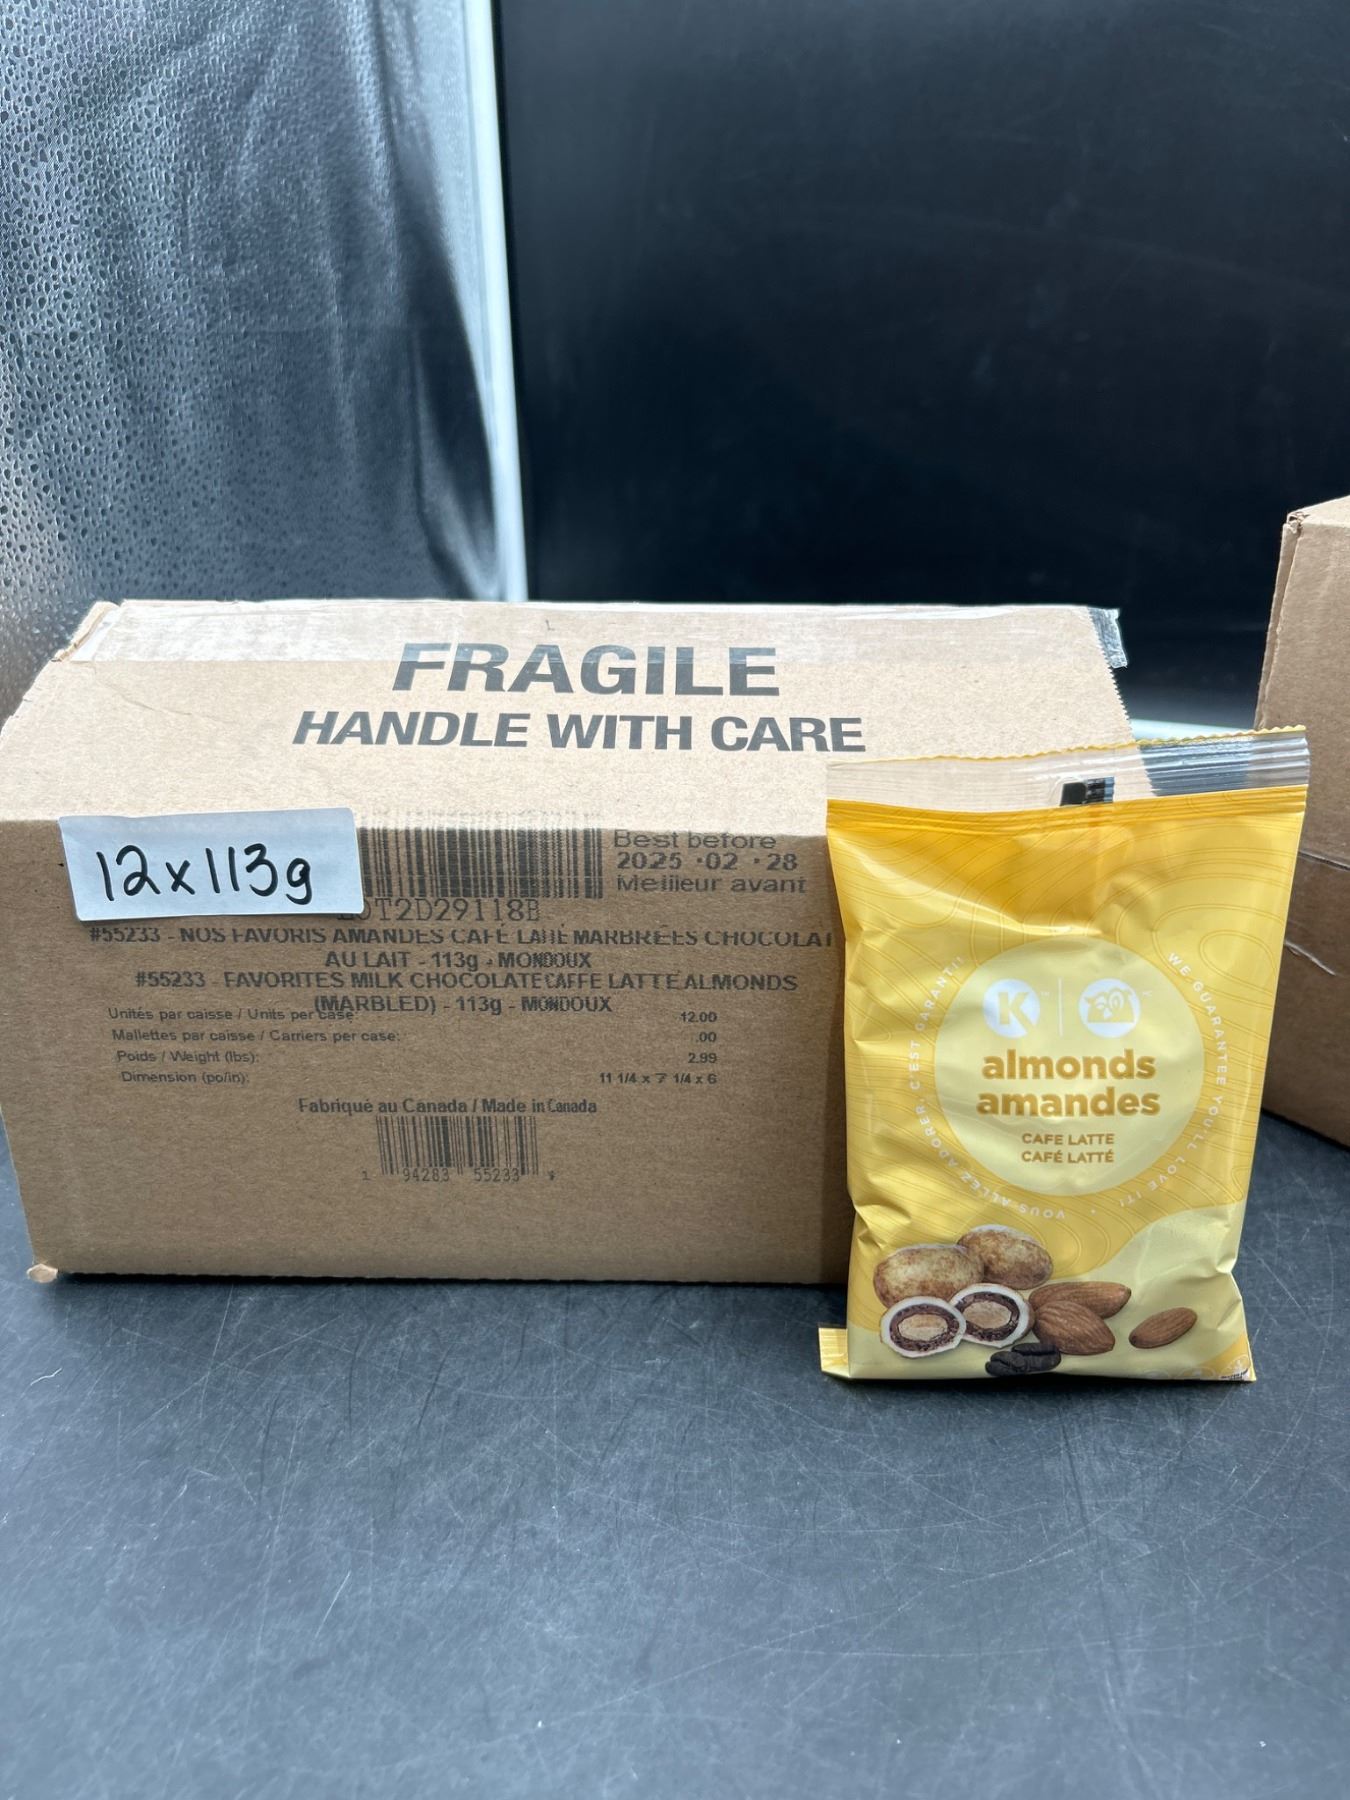 FRAGILE
HANDLE WITH CARE
12x113g
Best before
2025 · 02 · 28
Meilleur avant
LOT2D29118B
#55233 - NOS FAVORIS AMANDES CAFÉ LATTÉ MARBRÉES CHOCOLAT
AU LAIT - 113g - MONDOUX
#55233 - FAVORITES MILK CHOCOLATE CAFFE LATTE ALMONDS
(MARBLED) - 113g - MONDOUX
Unités par caisse / Units per case: 12.00
Mallettes par caisse / Carriers per case: .00
Poids / Weight (lbs): 2.99
Dimension (po/in): 11 1/4 x 7 1/4 x 6
Fabriqué au Canada / Made in Canada
1 94283 55233
K
almonds
amandes
CAFE LATTE
CAFÉ LATTÉ
WE GUARANTEE YOU'LL LOVE IT! •
VOUS ALLEZ ADORER, C'EST GARANTI!